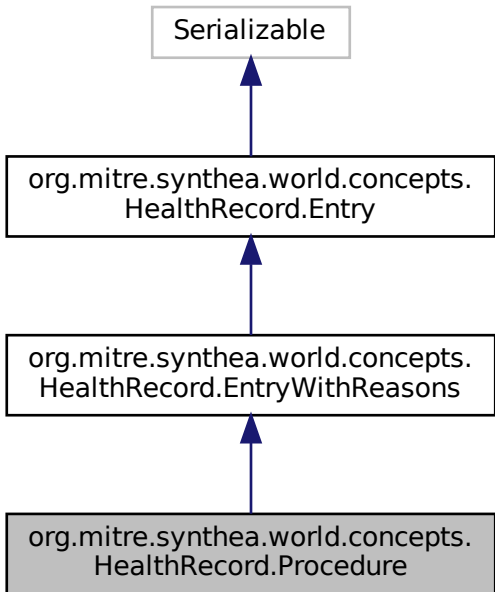 Serializable
org.mitre.synthea.world.concepts.
HealthRecord.Entry
org.mitre.synthea.world.concepts.
HealthRecord.EntryWithReasons
org.mitre.synthea.world.concepts.
HealthRecord.Procedure